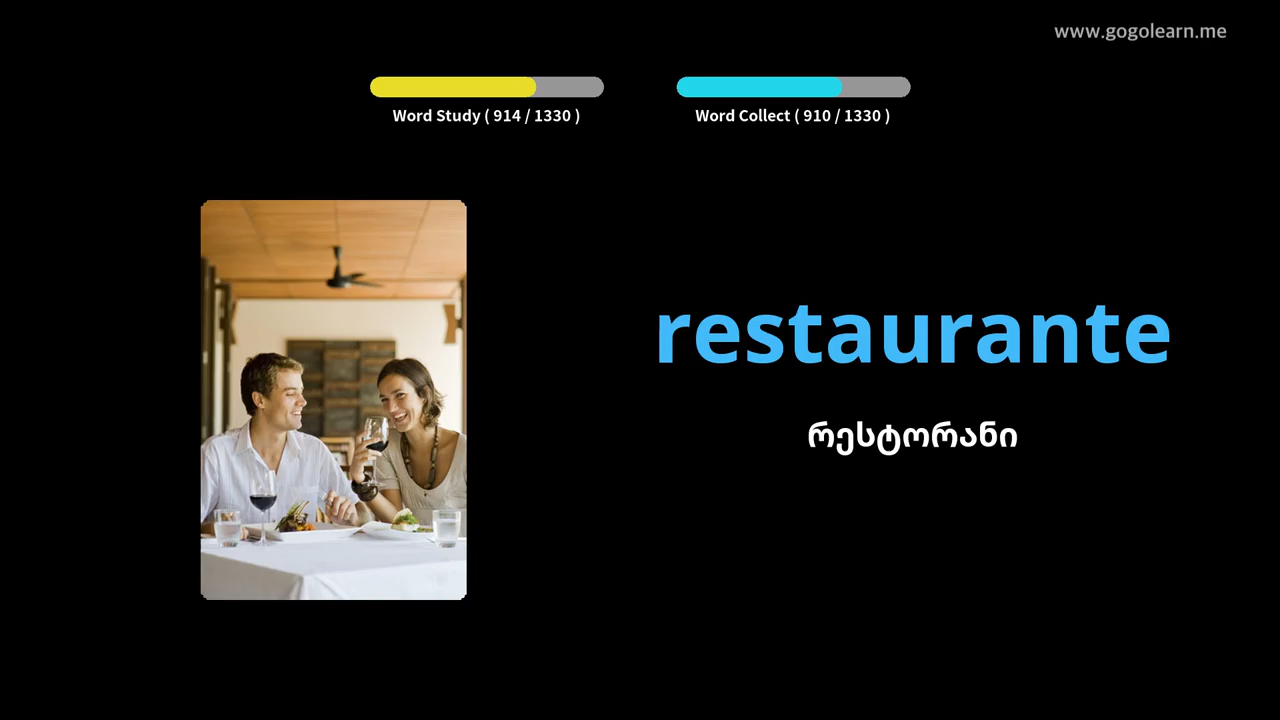 www.gogolearn.me
Word Study ( 914 / 1330 )
Word Collect ( 910 / 1330 )
restaurante
რესტორანი